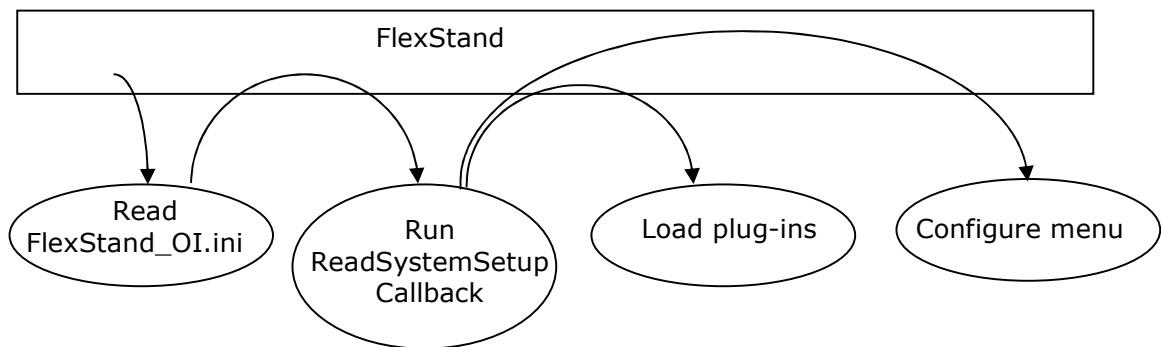 FlexStand
Read
FlexStand_OI.ini
Run
ReadSystemSetup
Callback
Load plug-ins
Configure menu